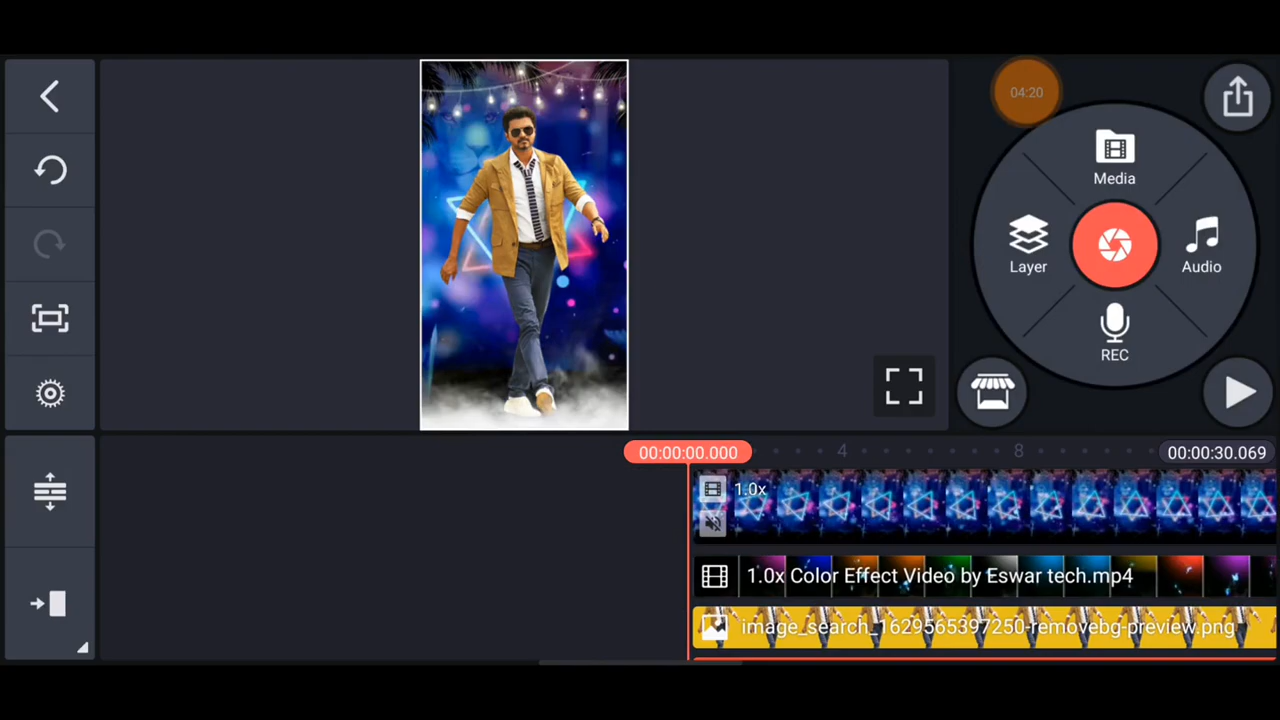 04:20
Media
Layer
Audio
REC
00:00:00.000
4
8
00:00:30.069
1.0x
1.0x Color Effect Video by Eswar tech.mp4
image_search_1629565397250-removebg-preview.png